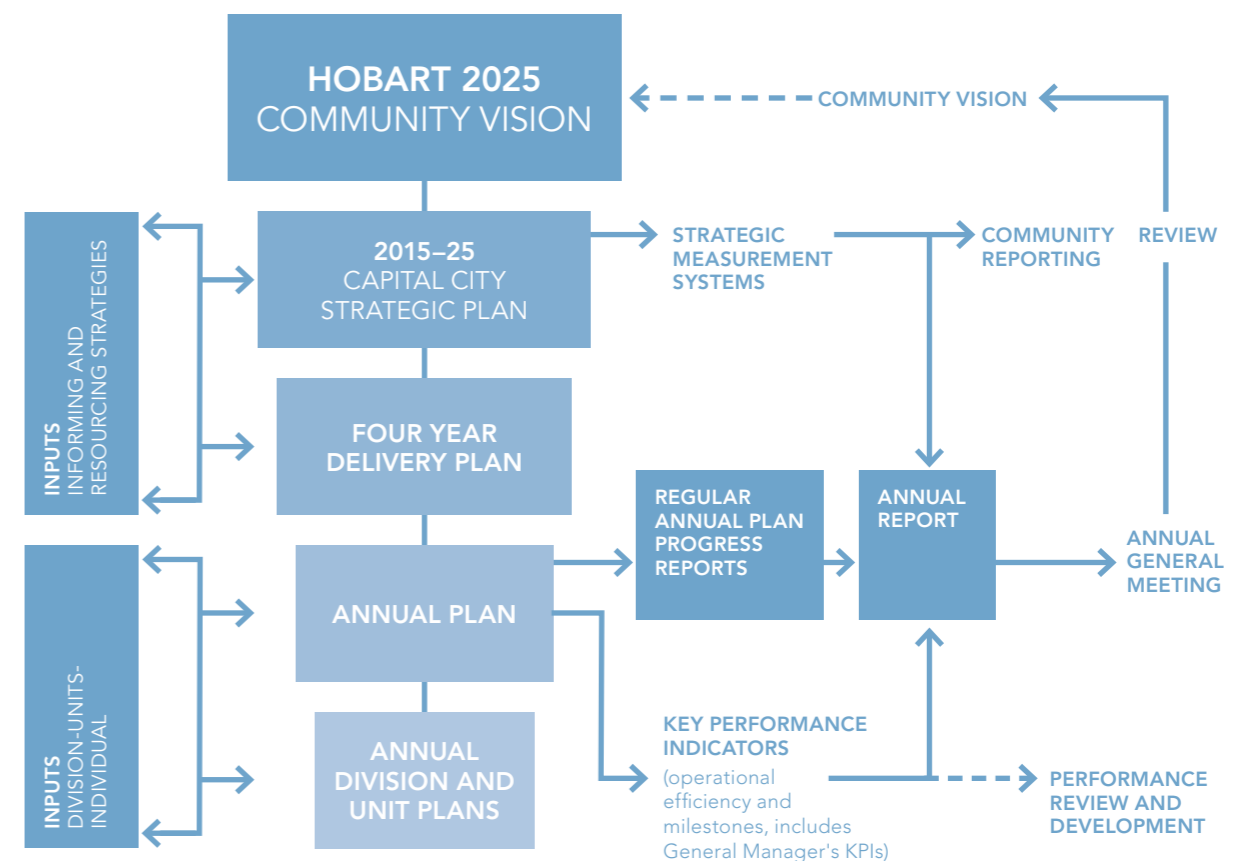 HOBART 2025
COMMUNITY VISION
COMMUNITY VISION
INPUTS
INFORMING AND
RESOURCING STRATEGIES
2015–25
CAPITAL CITY
STRATEGIC PLAN
STRATEGIC
MEASUREMENT
SYSTEMS
COMMUNITY
REPORTING
REVIEW
FOUR YEAR
DELIVERY PLAN
REGULAR
ANNUAL PLAN
PROGRESS
REPORTS
ANNUAL
REPORT
ANNUAL
GENERAL
MEETING
INPUTS
DIVISION-UNITS-
INDIVIDUAL
ANNUAL PLAN
ANNUAL
DIVISION AND
UNIT PLANS
KEY PERFORMANCE
INDICATORS
(operational
efficiency and
milestones, includes
General Manager's KPIs)
PERFORMANCE
REVIEW AND
DEVELOPMENT